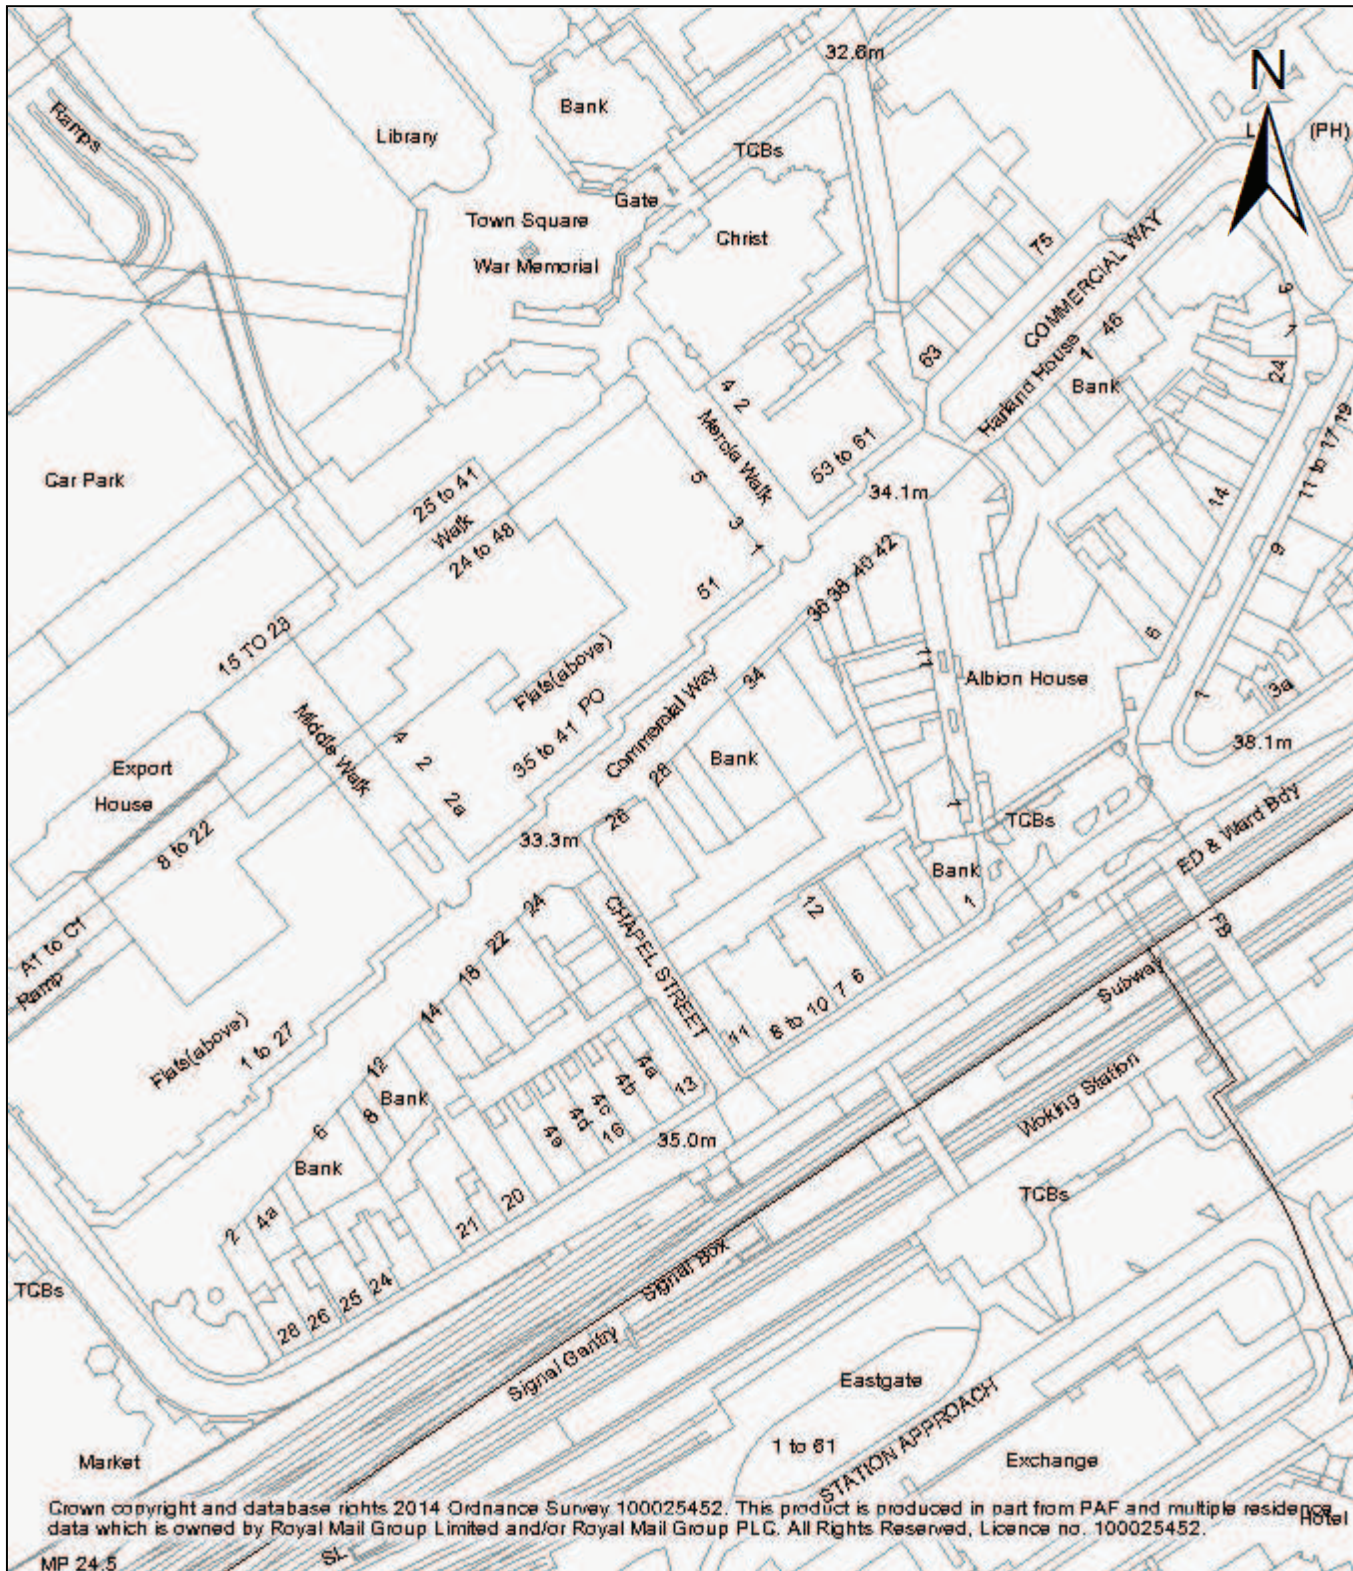 32.6m
N
Ramps
Bank
Library
(PH)
TCBs
Gate
Town Square
Christ
War Memorial
75
COMMERCIAL WAY
6
7
63
Harland House
1
46
24
Bank
4
2
Mercia Walk
53 to 61
19
11 to 17
Car Park
25 to 41
5
34.1m
14
Walk
24 to 48
3
1
9
42
40
38
36
51
5
15 TO 23
Flats(above)
11
34
Albion House
1
3a
Middle Walk
4
2
2a
35 to 41
PO
Commercial Way
38.1m
Export
House
28
Bank
8 to 22
26
1
TCBs
ED & Ward Bdy
33.3m
Bank
1
24
12
CHAPEL STREET
FB
A1 to C1
Ramp
22
18
14
6
7
8 to 10
11
Subway
Flats(above)
1 to 27
12
Bank
8
4a
4b
4c
4d
4e
13
16
35.0m
Woking Station
6
Bank
TCBs
2
4a
20
21
24
25
26
28
Signal Box
TCBs
Signal Gantry
Eastgate
1 to 61
STATION APPROACH
Market
Exchange
Crown copyright and database rights 2014 Ordnance Survey 100025452. This product is produced in part from PAF and multiple residence
data which is owned by Royal Mail Group Limited and/or Royal Mail Group PLC. All Rights Reserved, Licence no. 100025452.
Hotel
SL
MP 24.5